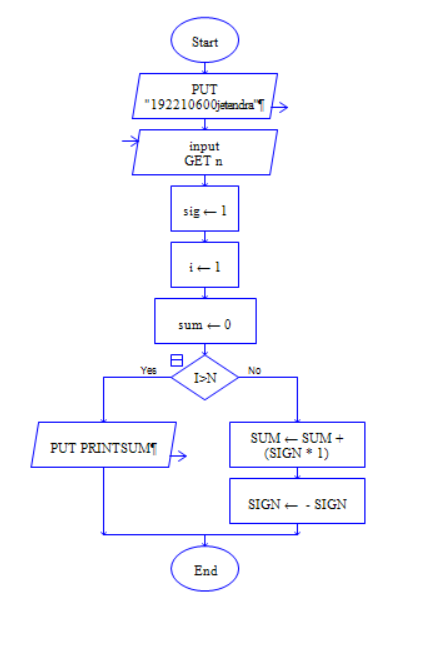 Start
PUT
"192210600jetendra"¶
input
GET n
sig ← 1
i ← 1
sum ← 0
Yes
I>N
No
PUT PRINTSUM¶
SUM ← SUM +
(SIGN * 1)
SIGN ← - SIGN
End